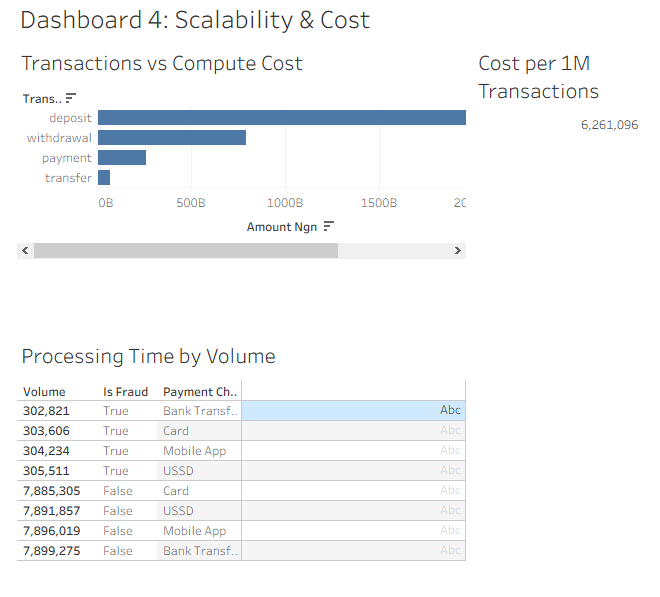 Dashboard 4: Scalability & Cost
Transactions vs Compute Cost
Cost per 1M
Transactions
6,261,096
Trans..
deposit
withdrawal
payment
transfer
0B 500B 1000B 1500B 20
Amount Ngn
Processing Time by Volume
Volume Is Fraud Payment Ch..
302,821 True Bank Transf.. Abc
303,606 True Card Abc
304,234 True Mobile App Abc
305,511 True USSD Abc
7,885,305 False Card Abc
7,891,857 False USSD Abc
7,896,019 False Mobile App Abc
7,899,275 False Bank Transf.. Abc